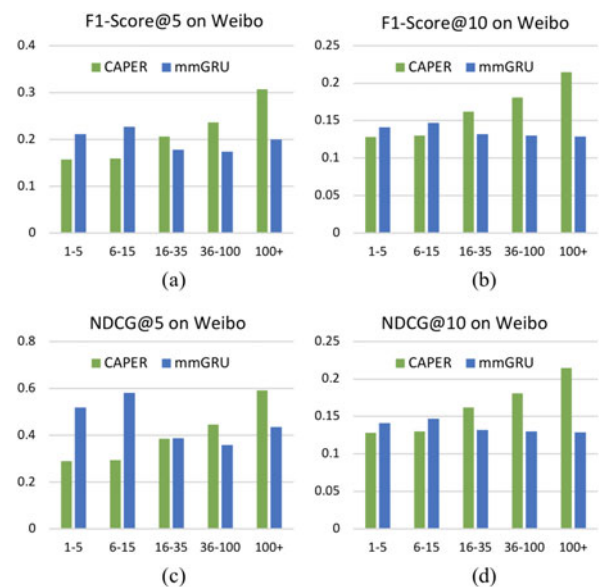 F1-Score@5 on Weibo
CAPER mmGRU
0.4
0.3
0.2
0.1
0
1-5 6-15 16-35 36-100 100+
(a)
F1-Score@10 on Weibo
CAPER mmGRU
0.25
0.2
0.15
0.1
0.05
0
1-5 6-15 16-35 36-100 100+
(b)
NDCG@5 on Weibo
CAPER mmGRU
0.8
0.6
0.4
0.2
0
1-5 6-15 16-35 36-100 100+
(c)
NDCG@10 on Weibo
CAPER mmGRU
0.25
0.2
0.15
0.1
0.05
0
1-5 6-15 16-35 36-100 100+
(d)